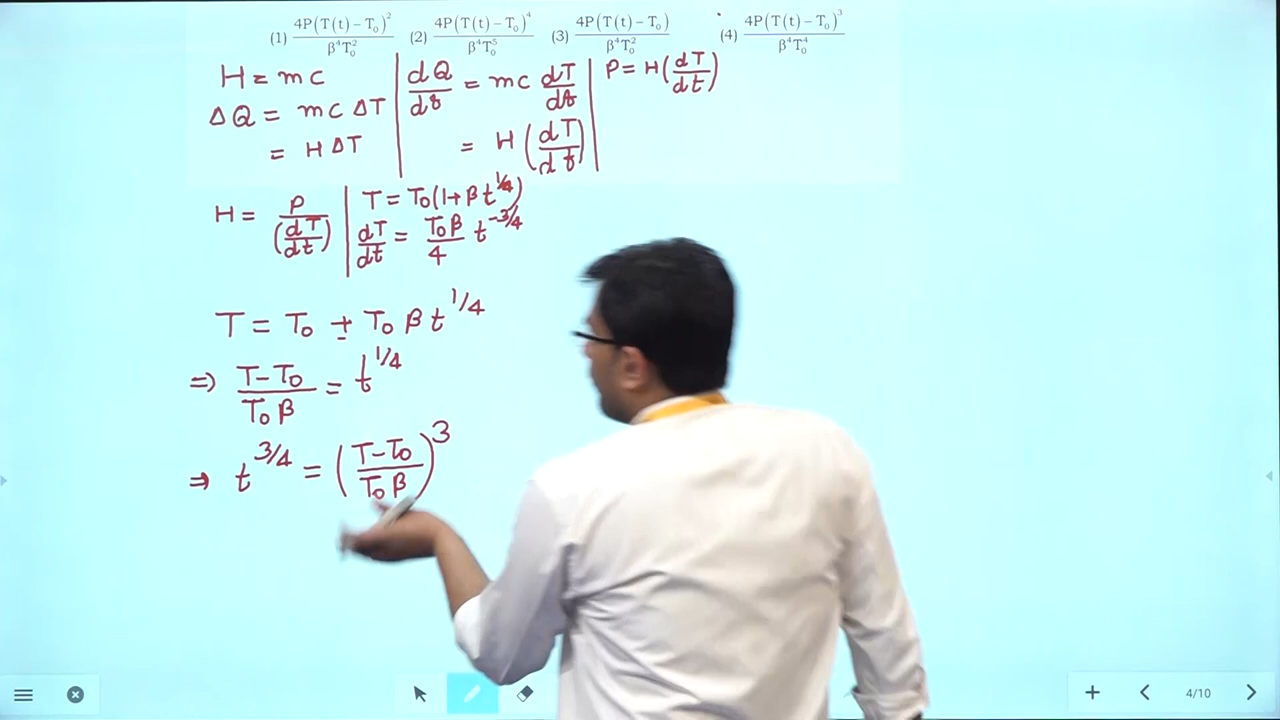 (1) 4P(T(t) − T₀)² / β⁴T₀² (2) 4P(T(t) − T₀)⁴ / β⁴T₀⁵ (3) 4P(T(t) − T₀) / β⁴T₀² (4) 4P(T(t) − T₀)³ / β⁴T₀⁴
H = mc | dQ/dt = mc dT/dt | P = H(dT/dt)
ΔQ = mc ΔT
= H ΔT | = H (dT/dt)
H = P/(dT/dt) | T = T₀(1+ β t^1/4)
dT/dt = T₀β/4 t^-3/4
T = T₀ ± T₀ β t^1/4
⇒ T−T₀ / T₀ β = t^1/4
⇒ t^3/4 = (T−T₀ / T₀ β)³
4/10